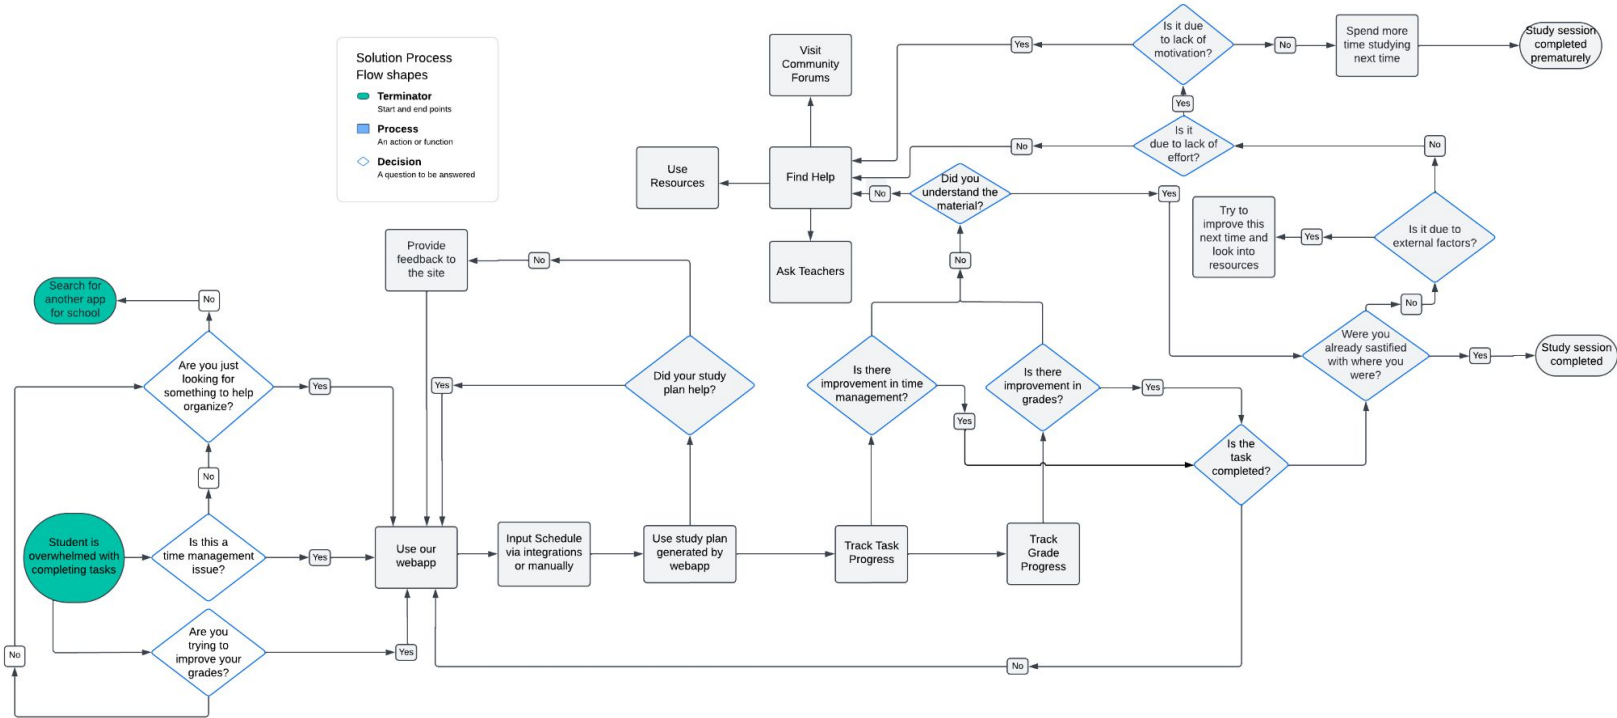 Solution Process
Flow shapes
Terminator
Start and end points
Process
An action or function
Decision
A question to be answered
Visit
Community
Forums
Use
Resources
Find Help
Ask Teachers
No
Did you
understand the
material?
Yes
No
Is it due
to lack of
motivation?
Yes
No
Spend more
time studying
next time
Study session
completed
prematurely
Yes
Is it
due to lack of
effort?
No
No
Is it due to
external factors?
Yes
Try to
improve this
next time and
look into
resources
No
Were you
already sastified
with where you
were?
Yes
Study session
completed
Provide
feedback to
the site
No
Did your study
plan help?
Yes
Is there
improvement in time
management?
Yes
Is there
improvement in
grades?
Yes
Is the
task
completed?
No
Search for
another app
for school
No
Are you just
looking for
something to help
organize?
Yes
No
Student is
overwhelmed with
completing tasks
Is this a
time management
issue?
Yes
Use our
webapp
Input Schedule
via integrations
or manually
Use study plan
generated by
webapp
Track Task
Progress
Track
Grade
Progress
Are you
trying to
improve your
grades?
Yes
No